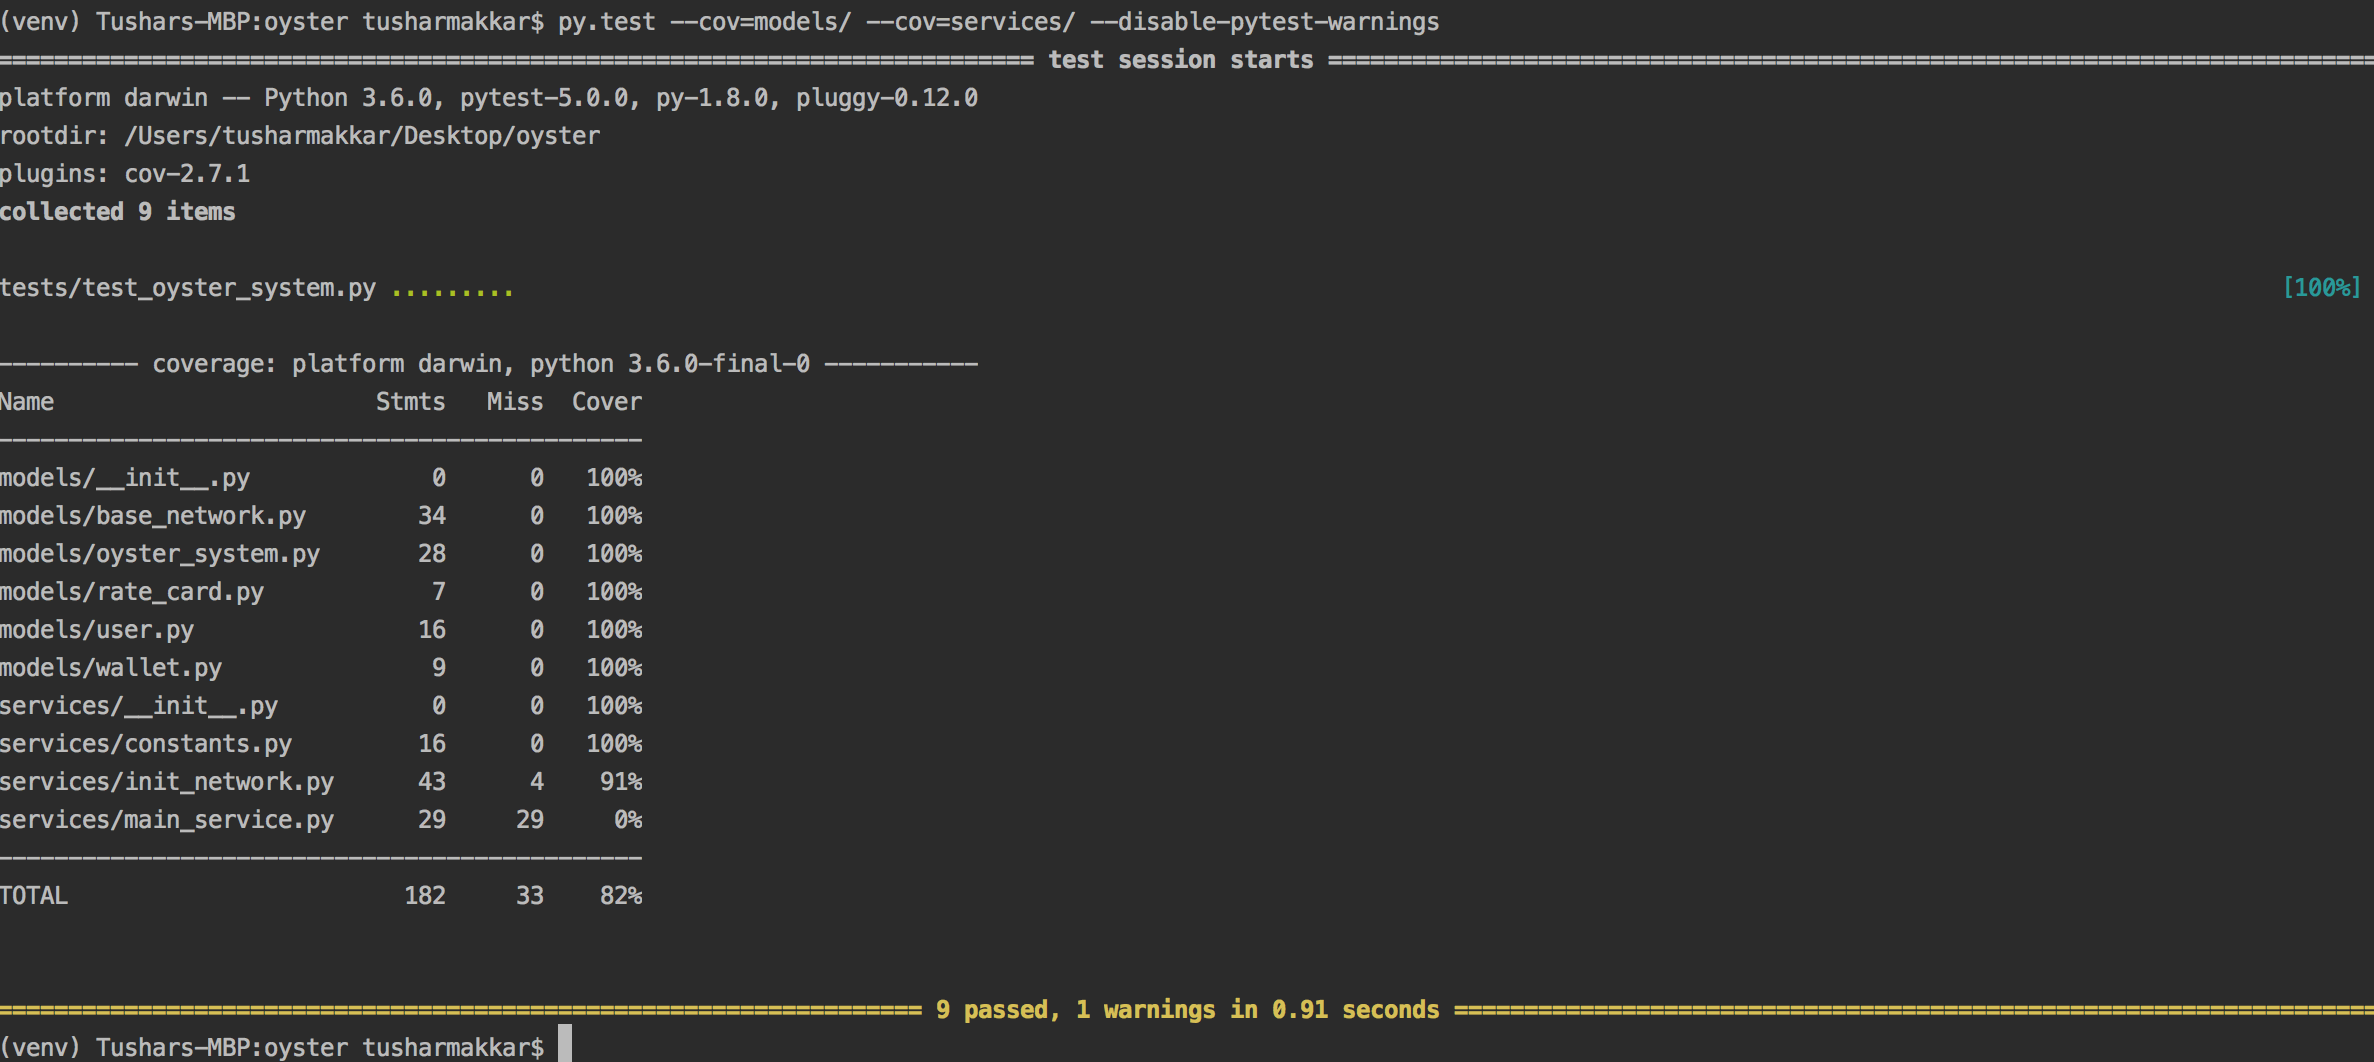 (venv) Tushars-MBP:oyster tusharmakkar$ py.test --cov=models/ --cov=services/ --disable-pytest-warnings
========================================================================== test session starts ===========================================================================
platform darwin -- Python 3.6.0, pytest-5.0.0, py-1.8.0, pluggy-0.12.0
rootdir: /Users/tusharmakkar/Desktop/oyster
plugins: cov-2.7.1
collected 9 items
tests/test_oyster_system.py ......... [100%]
---------- coverage: platform darwin, python 3.6.0-final-0 -----------
Name Stmts Miss Cover
----------------------------------------------
models/__init__.py 0 0 100%
models/base_network.py 34 0 100%
models/oyster_system.py 28 0 100%
models/rate_card.py 7 0 100%
models/user.py 16 0 100%
models/wallet.py 9 0 100%
services/__init__.py 0 0 100%
services/constants.py 16 0 100%
services/init_network.py 43 4 91%
services/main_service.py 29 29 0%
----------------------------------------------
TOTAL 182 33 82%
================================================================== 9 passed, 1 warnings in 0.91 seconds ==================================================================
(venv) Tushars-MBP:oyster tusharmakkar$